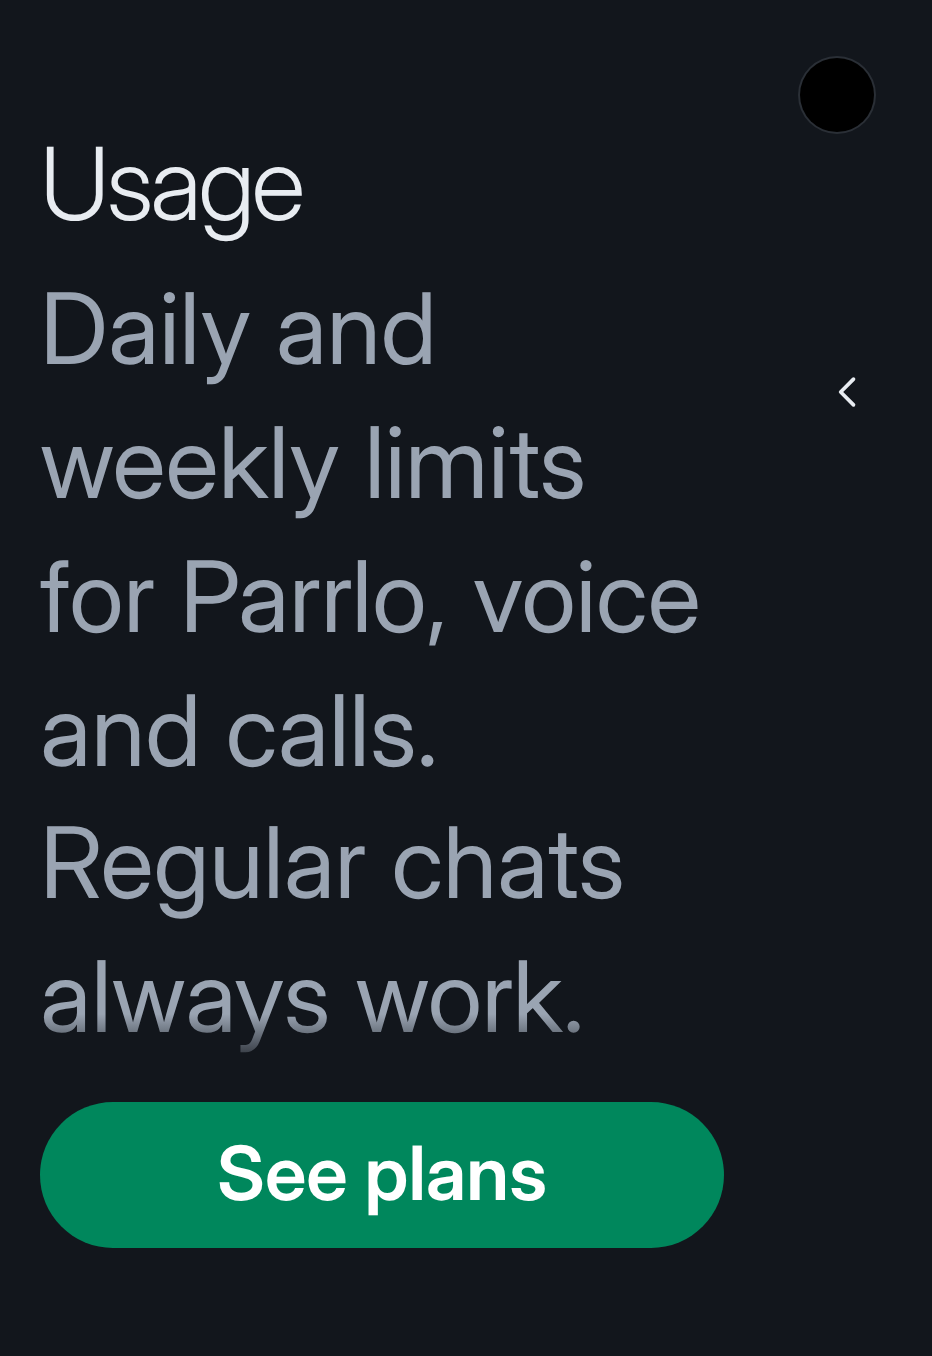 Usage
Daily and
weekly limits
for Parrlo, voice
and calls.
Regular chats
always work.
See plans